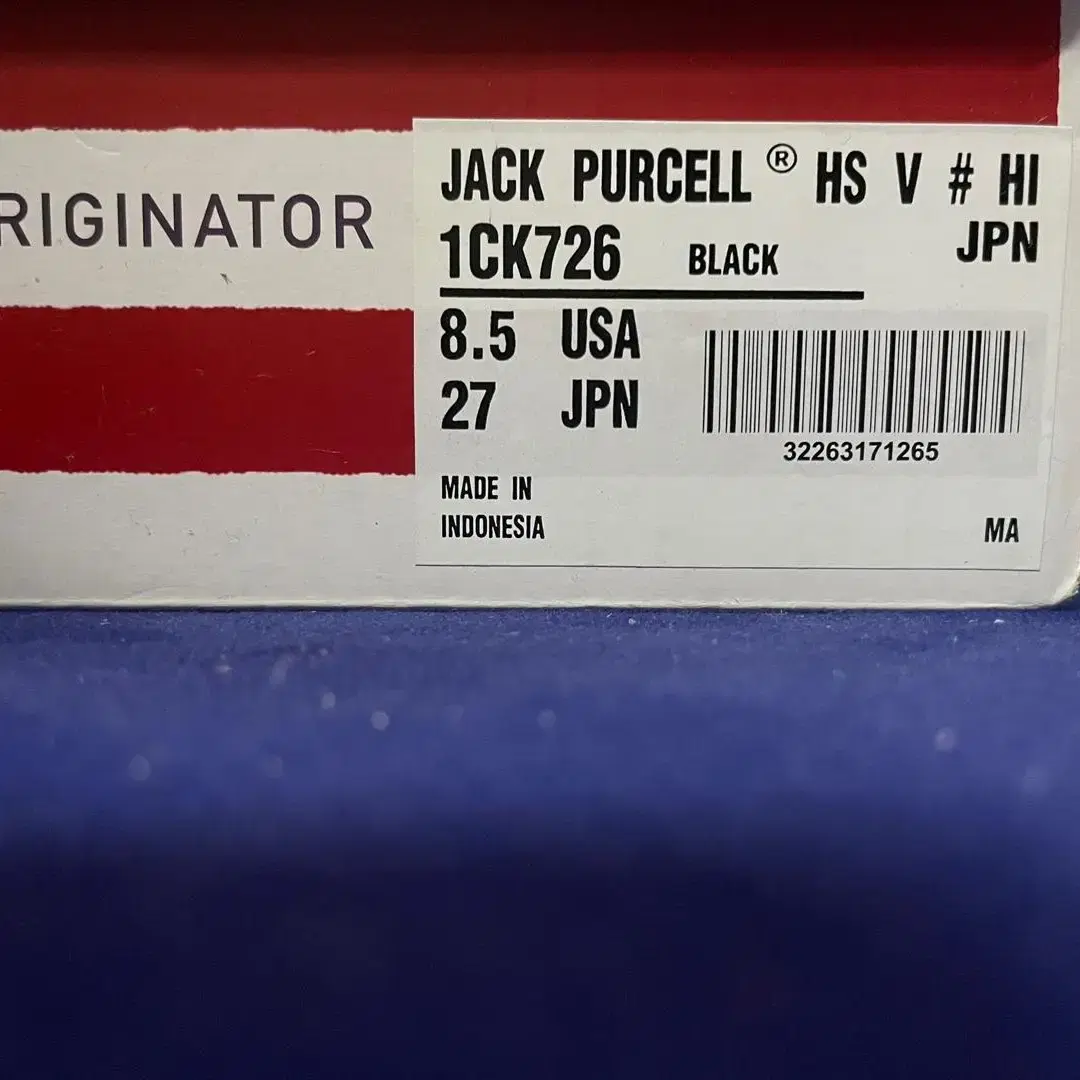 RIGINATOR
JACK PURCELL® HS V # HI
1CK726 BLACK JPN
8.5 USA
27 JPN
32263171265
MADE IN
INDONESIA
MA